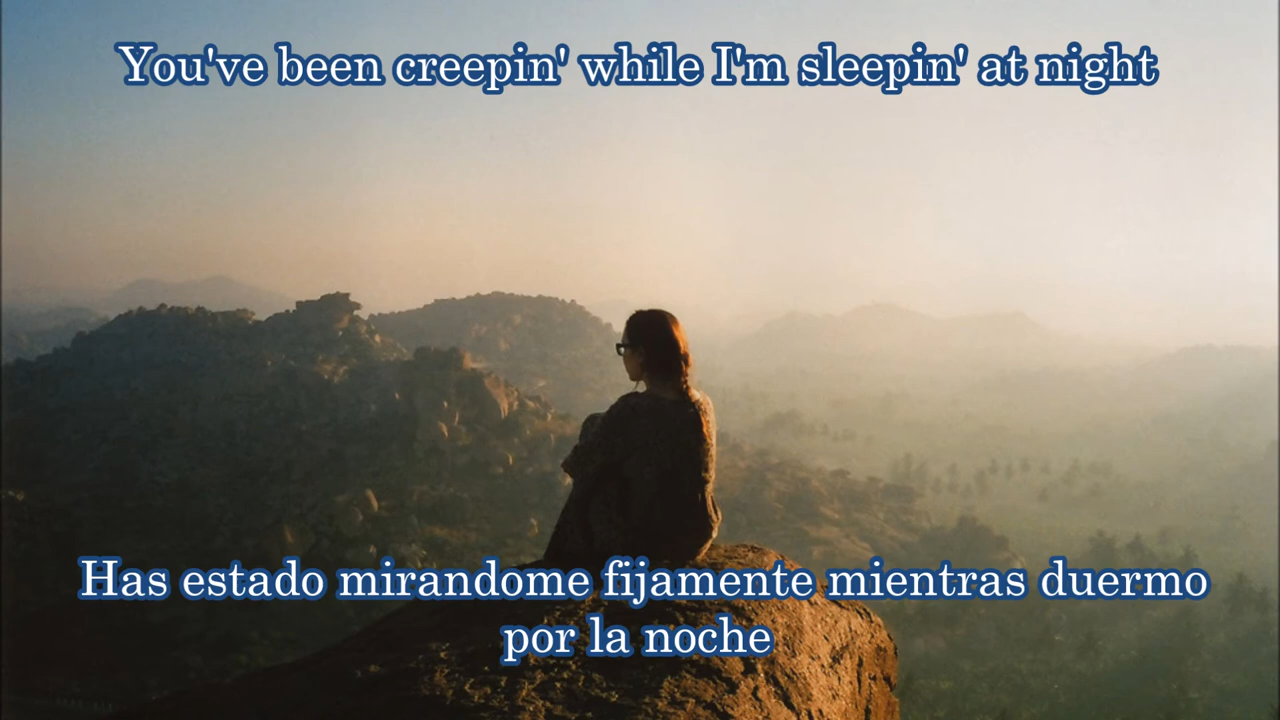 You've been creepin' while I'm sleepin' at night
Has estado mirandome fijamente mientras duermo
por la noche